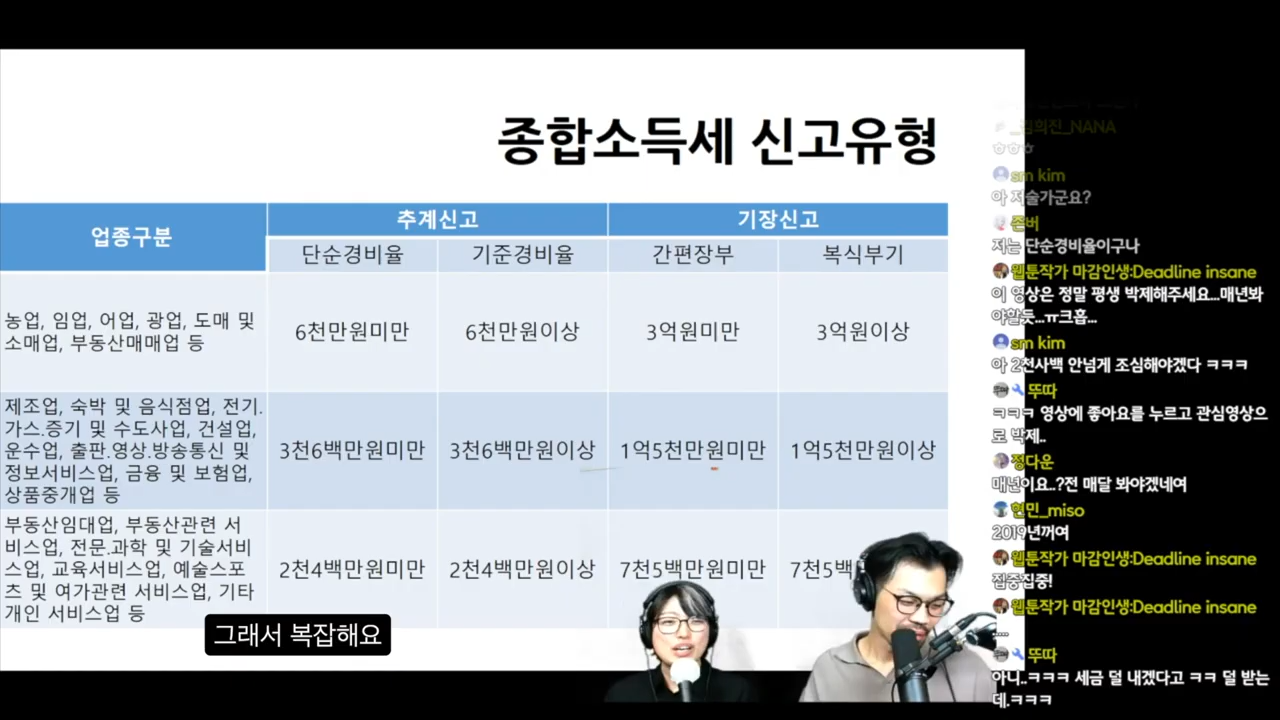 종합소득세 신고유형
업종구분
추계신고
기장신고
단순경비율
기준경비율
간편장부
복식부기
농업, 임업, 어업, 광업, 도매 및
소매업, 부동산매매업 등
6천만원미만
6천만원이상
3억원미만
3억원이상
제조업, 숙박 및 음식점업, 전기.
가스.증기 및 수도사업, 건설업,
운수업, 출판.영상.방송통신 및
정보서비스업, 금융 및 보험업,
상품중개업 등
3천6백만원미만
3천6백만원이상
1억5천만원미만
1억5천만원이상
부동산임대업, 부동산관련 서
비스업, 전문.과학 및 기술서비
스업, 교육서비스업, 예술스포
츠 및 여가관련 서비스업, 기타
개인 서비스업 등
2천4백만원미만
2천4백만원이상
7천5백만원미만
7천5백
그래서 복잡해요
_김희진_NANA
ㅎㅎㅎ
sm kim
아 저술가군요?
존버
저는 단순경비율이구나
웹툰작가 마감인생:Deadline insane
이 영상은 정말 평생 박제해주세요...매년봐
야할듯...ㅠ크흡...
sm kim
아 2천사백 안넘게 조심해야겠다 ㅋㅋㅋ
뚜따
ㅋㅋㅋ 영상에 좋아요를 누르고 관심영상으
로 박제..
정다운
매년이요..?전 매달 봐야겠네여
현민_miso
2019년꺼여
웹툰작가 마감인생:Deadline insane
집중집중!
웹툰작가 마감인생:Deadline insane
....
뚜따
아니..ㅋㅋㅋ 세금 덜 내겠다고 ㅋㅋ 덜 받는
데.ㅋㅋㅋ